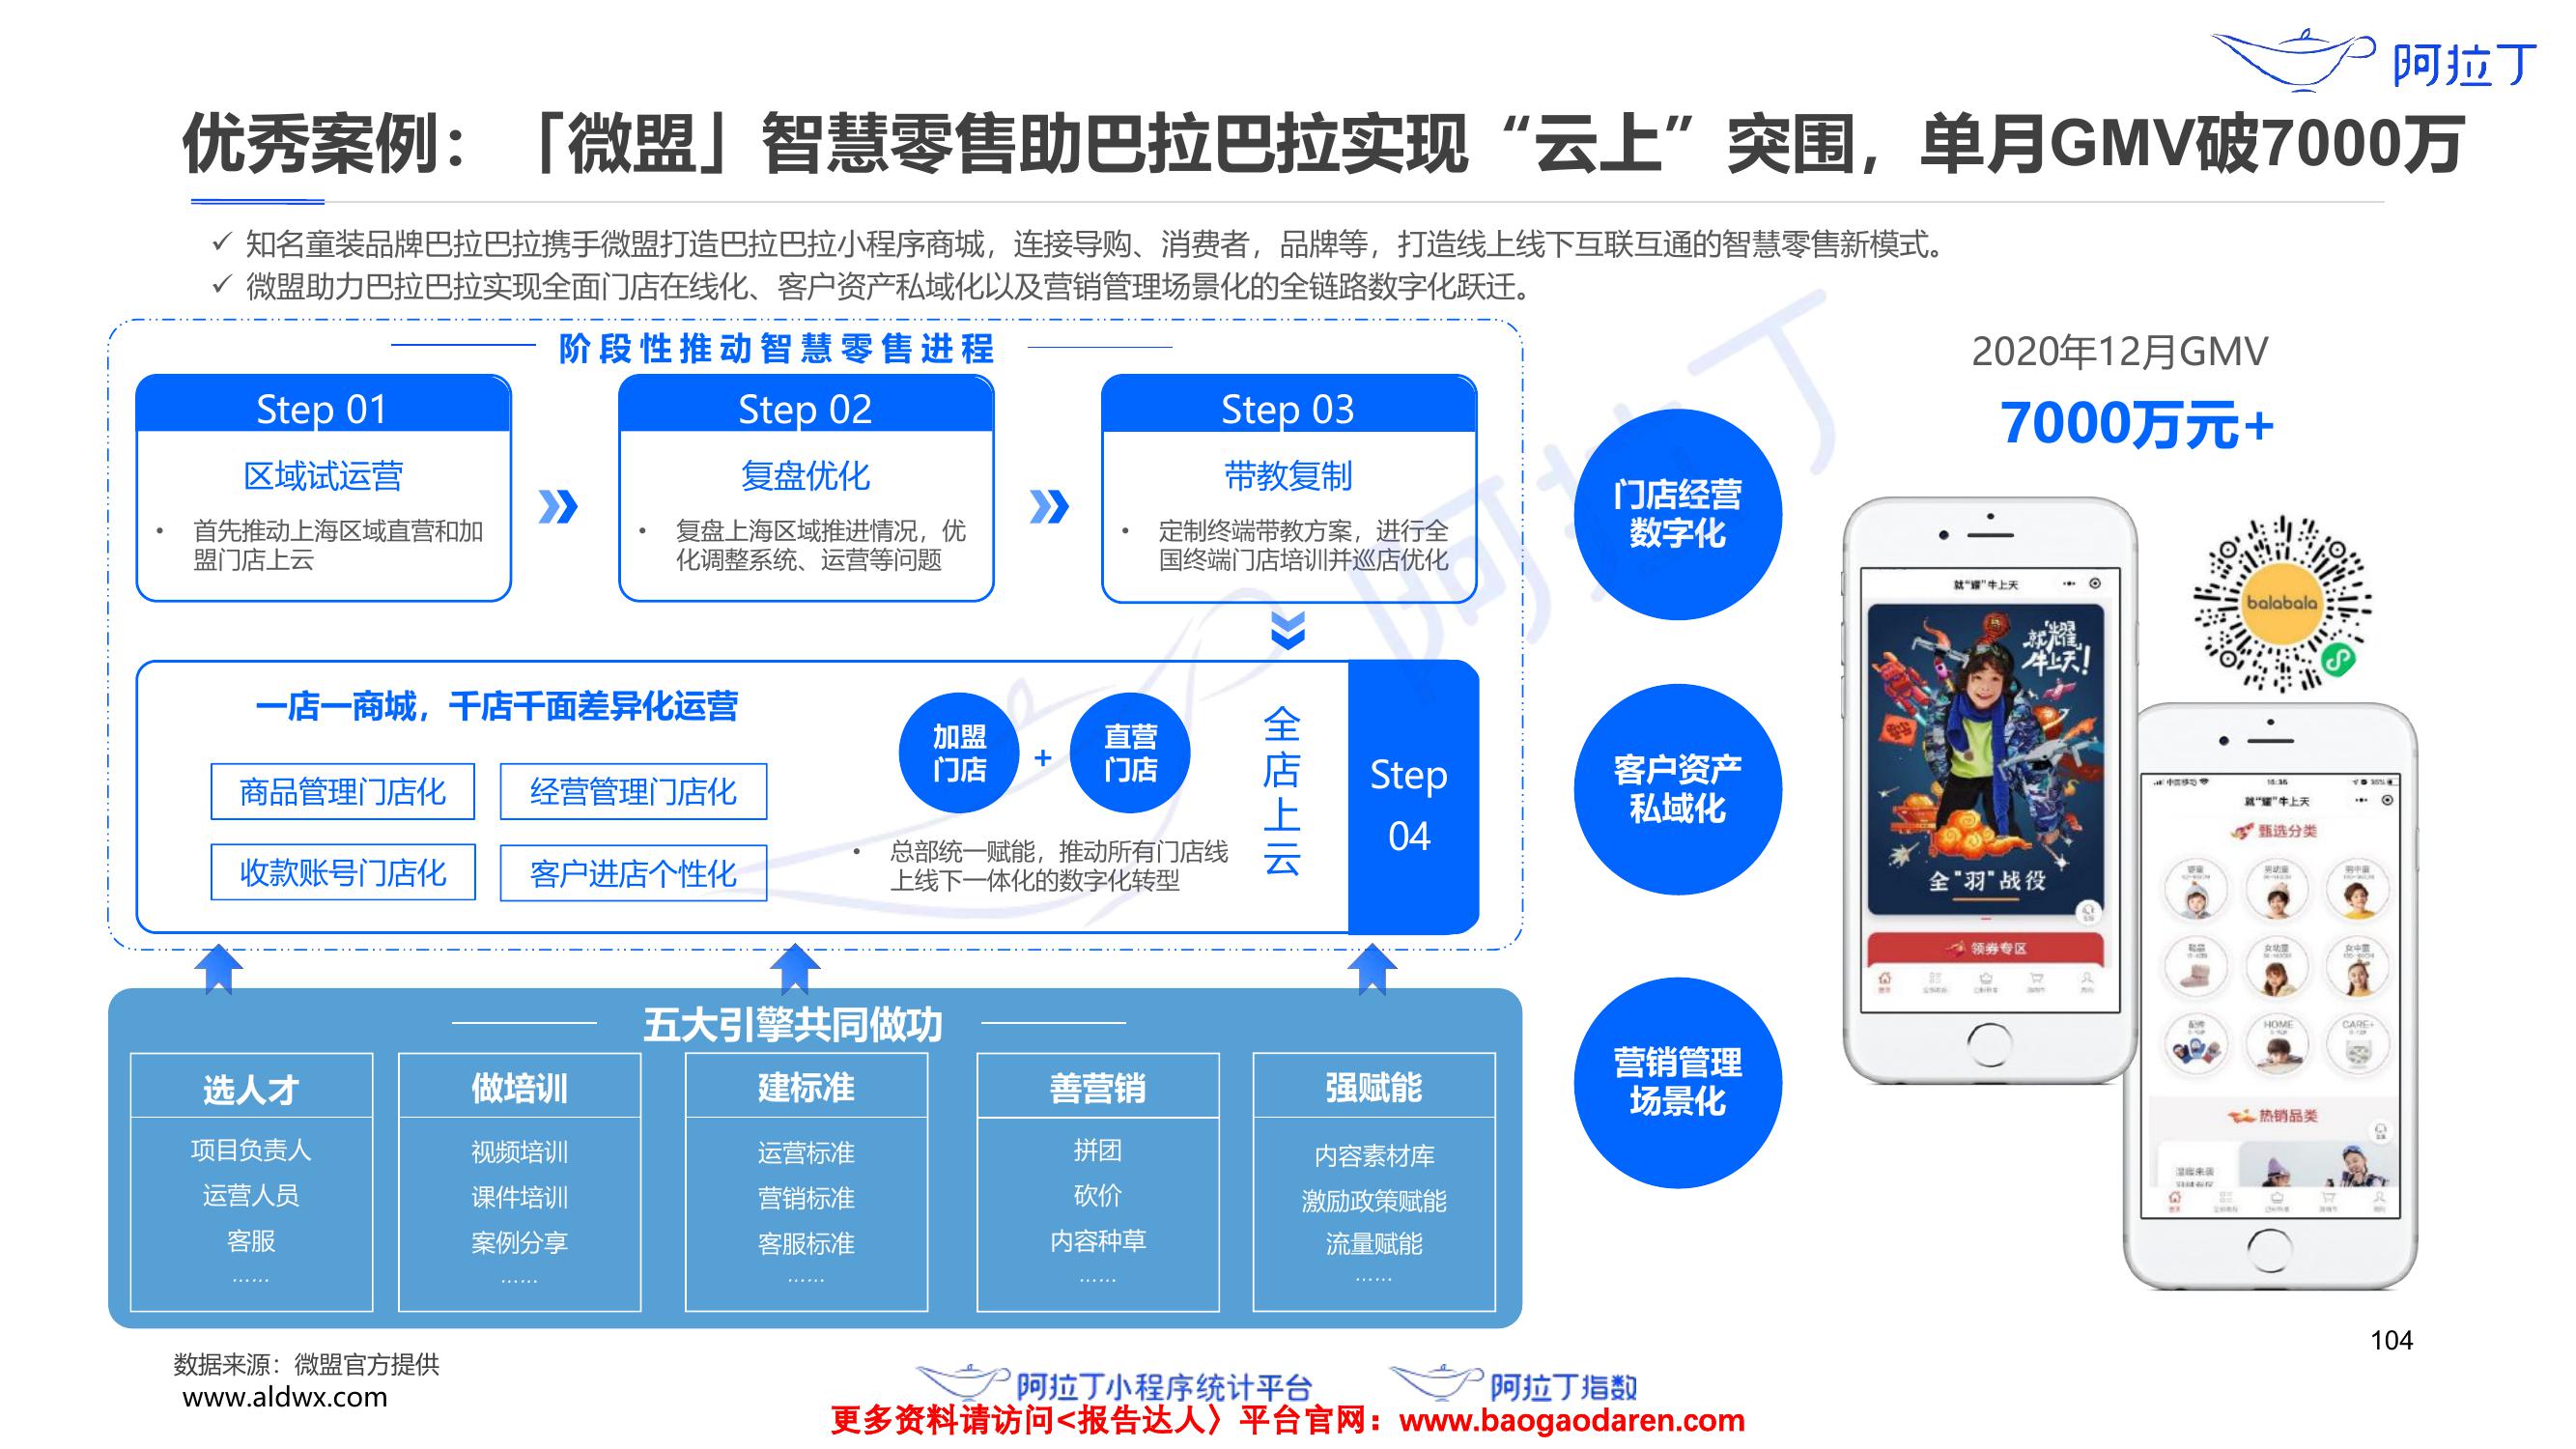 阿拉丁
优秀案例：「微盟」智慧零售助巴拉巴拉实现“云上”突围，单月GMV破7000万
✓ 知名童装品牌巴拉巴拉携手微盟打造巴拉巴拉小程序商城，连接导购、消费者，品牌等，打造线上线下互联互通的智慧零售新模式。
✓ 微盟助力巴拉巴拉实现全面门店在线化、客户资产私域化以及营销管理场景化的全链路数字化跃迁。
阶段性推动智慧零售进程
Step 01
区域试运营
• 首先推动上海区域直营和加
盟门店上云
Step 02
复盘优化
• 复盘上海区域推进情况，优
化调整系统、运营等问题
Step 03
带教复制
• 定制终端带教方案，进行全
国终端门店培训并巡店优化
一店一商城，千店千面差异化运营
商品管理门店化
经营管理门店化
收款账号门店化
客户进店个性化
加盟
门店
+
直营
门店
• 总部统一赋能，推动所有门店线
上线下一体化的数字化转型
全
店
上
云
Step
04
五大引擎共同做功
选人才
项目负责人
运营人员
客服
……
做培训
视频培训
课件培训
案例分享
……
建标准
运营标准
营销标准
客服标准
……
善营销
拼团
砍价
内容种草
……
强赋能
内容素材库
激励政策赋能
流量赋能
……
门店经营
数字化
客户资产
私域化
营销管理
场景化
2020年12月GMV
7000万元+
就“耀”牛上天
就耀
牛上天!
全"羽"战役
领券专区
balabala
中国移动
就“耀”牛上天
甄选分类
男幼童
男中童
女幼童
女中童
配件
HOME
CARE+
热销品类
阿拉丁
104
数据来源：微盟官方提供
www.aldwx.com
阿拉丁小程序统计平台
阿拉丁指数
更多资料请访问<报告达人〉平台官网：www.baogaodaren.com